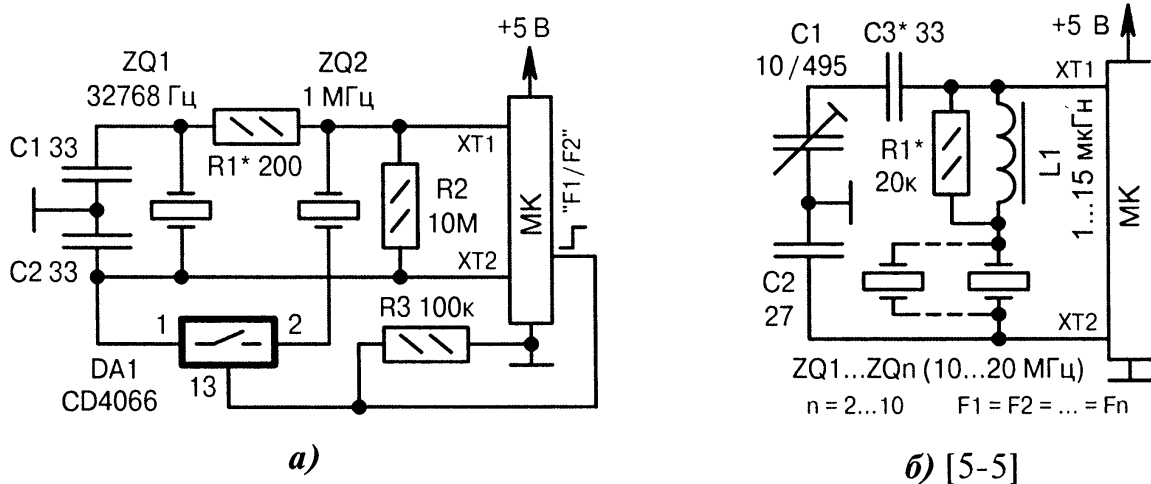 +5 В
ZQ1
32768 Гц
ZQ2
1 МГц
C1 33
R1* 200
XT1
"F1/F2"
R2
10М
МК
C2 33
XT2
R3 100к
1
2
13
DA1
CD4066
а)
+5 В
C1
10/495
C3* 33
XT1
R1*
20к
L1
1...15 мкГн
МК
C2
27
XT2
ZQ1...ZQn (10...20 МГц)
n = 2...10
F1 = F2 = ... = Fn
б) [5-5]